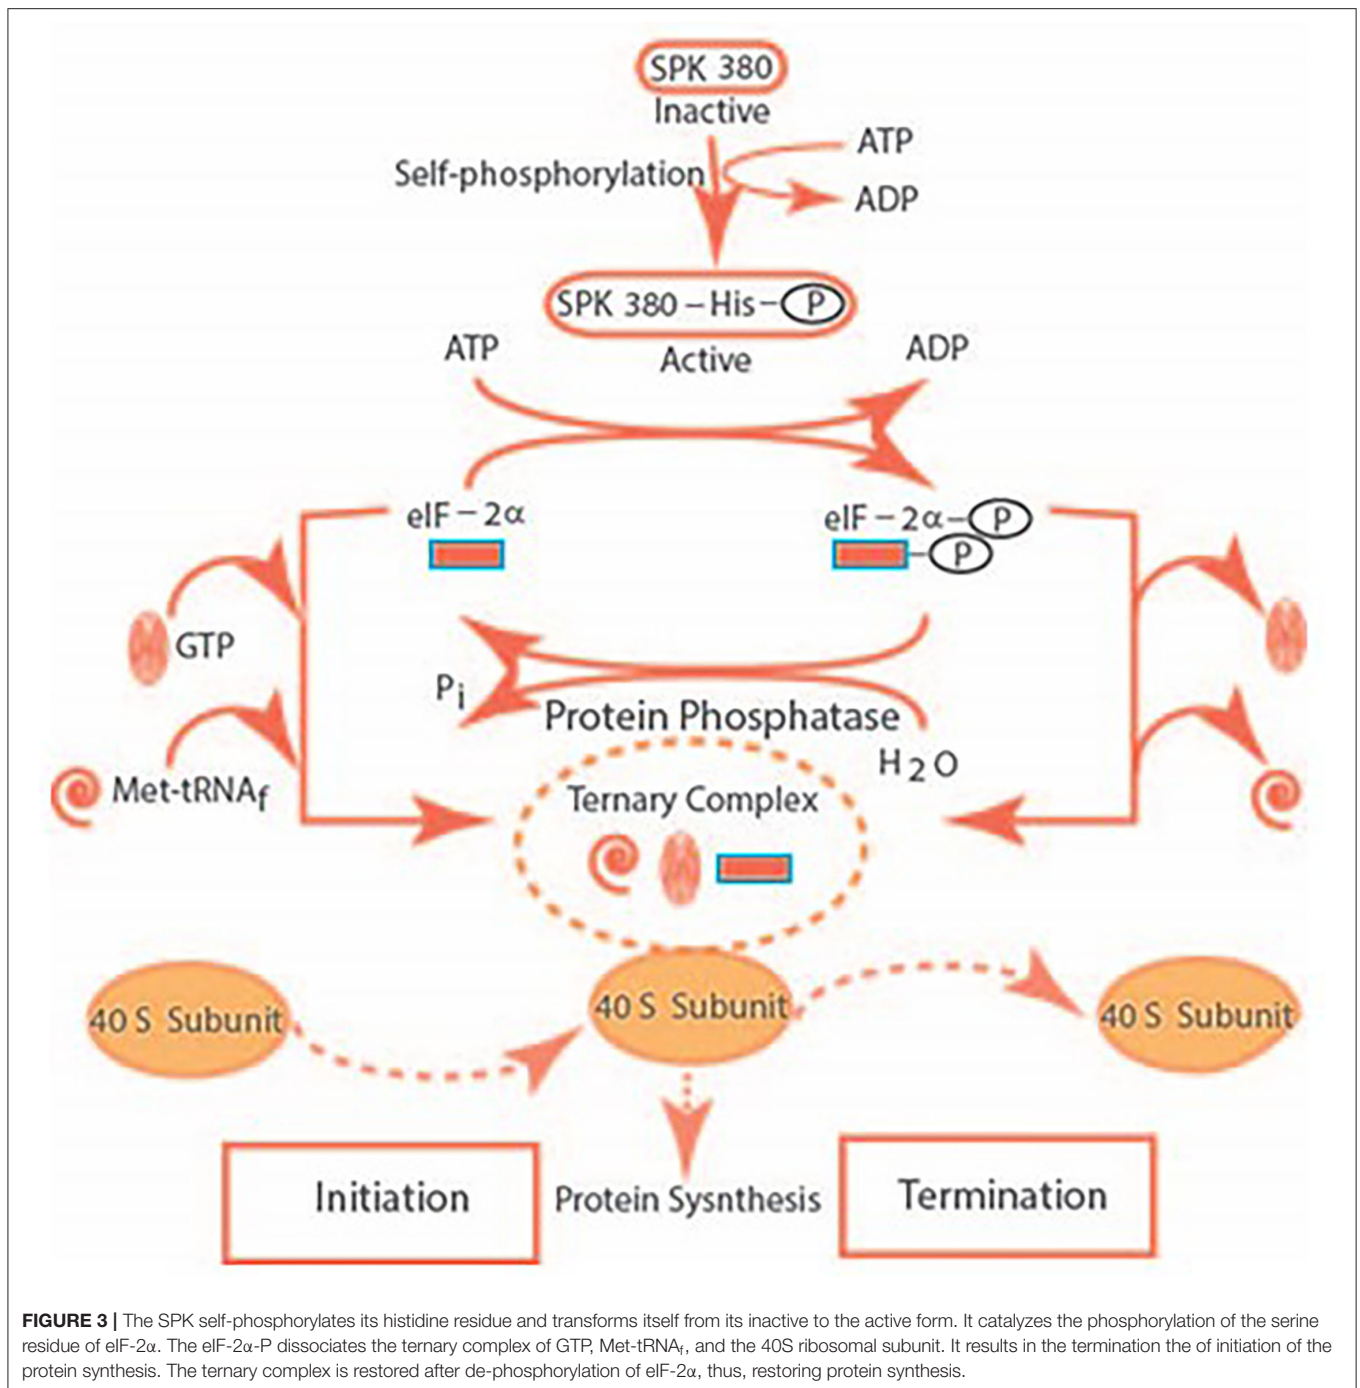 SPK 380
Inactive
ATP
Self-phosphorylation
ADP
SPK 380 – His – P
ATP
Active
ADP
eIF – 2α
eIF – 2α – P
– P
GTP
Pi
Protein Phosphatase
H2O
Met-tRNAf
Ternary Complex
40 S Subunit
40 S Subunit
40 S Subunit
Initiation
Protein Sysnthesis
Termination
FIGURE 3 | The SPK self-phosphorylates its histidine residue and transforms itself from its inactive to the active form. It catalyzes the phosphorylation of the serine
residue of eIF-2α. The eIF-2α-P dissociates the ternary complex of GTP, Met-tRNAf, and the 40S ribosomal subunit. It results in the termination the of initiation of the
protein synthesis. The ternary complex is restored after de-phosphorylation of eIF-2α, thus, restoring protein synthesis.